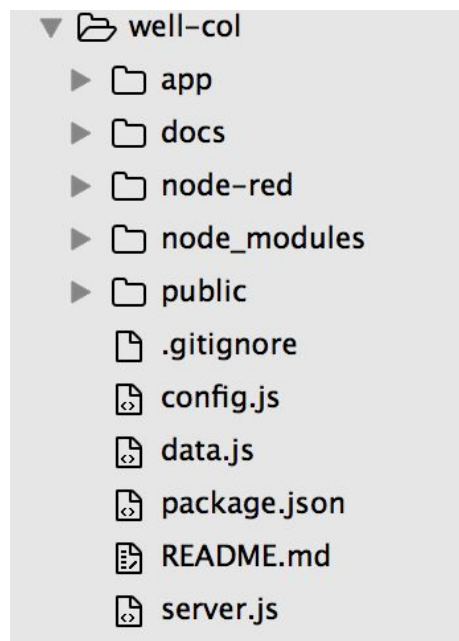 well-col
app
docs
node-red
node_modules
public
.gitignore
config.js
data.js
package.json
README.md
server.js